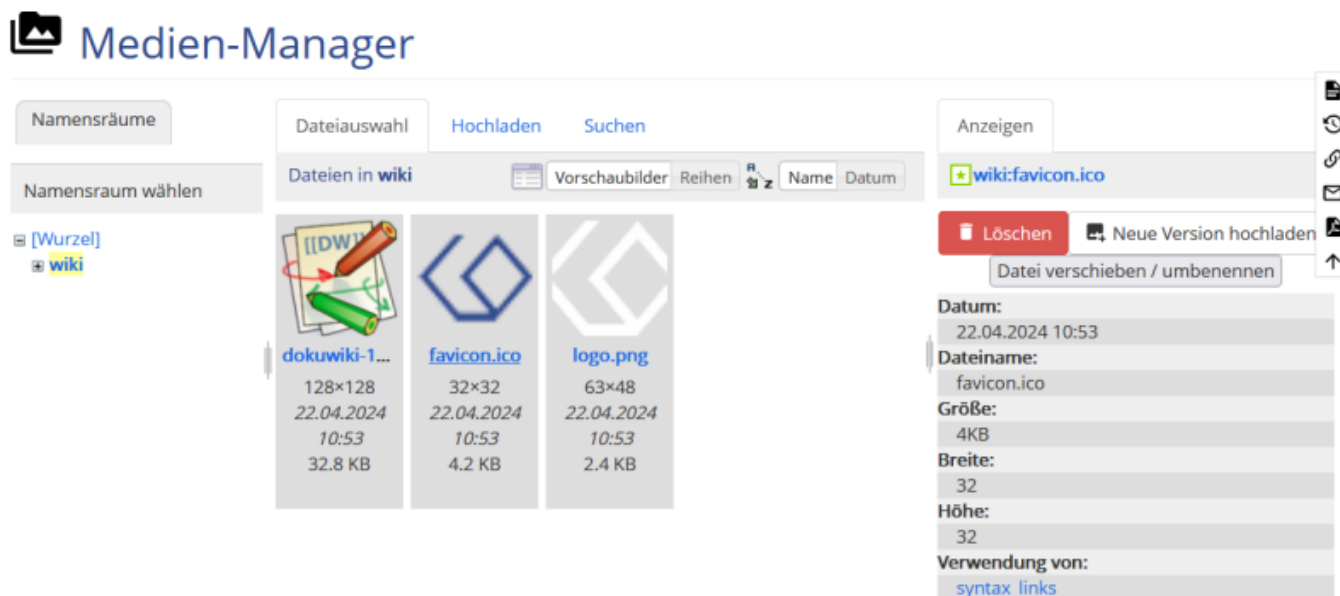 Medien-Manager
Namensräume
Namensraum wählen
[Wurzel]
wiki
Dateiauswahl Hochladen Suchen
Dateien in wiki Vorschaubilder Reihen Name Datum
[[DW]]
dokuwiki-1...
128×128
22.04.2024
10:53
32.8 KB
favicon.ico
32×32
22.04.2024
10:53
4.2 KB
logo.png
63×48
22.04.2024
10:53
2.4 KB
Anzeigen
wiki:favicon.ico
Löschen Neue Version hochladen
Datei verschieben / umbenennen
Datum:
22.04.2024 10:53
Dateiname:
favicon.ico
Größe:
4KB
Breite:
32
Höhe:
32
Verwendung von:
syntax_links